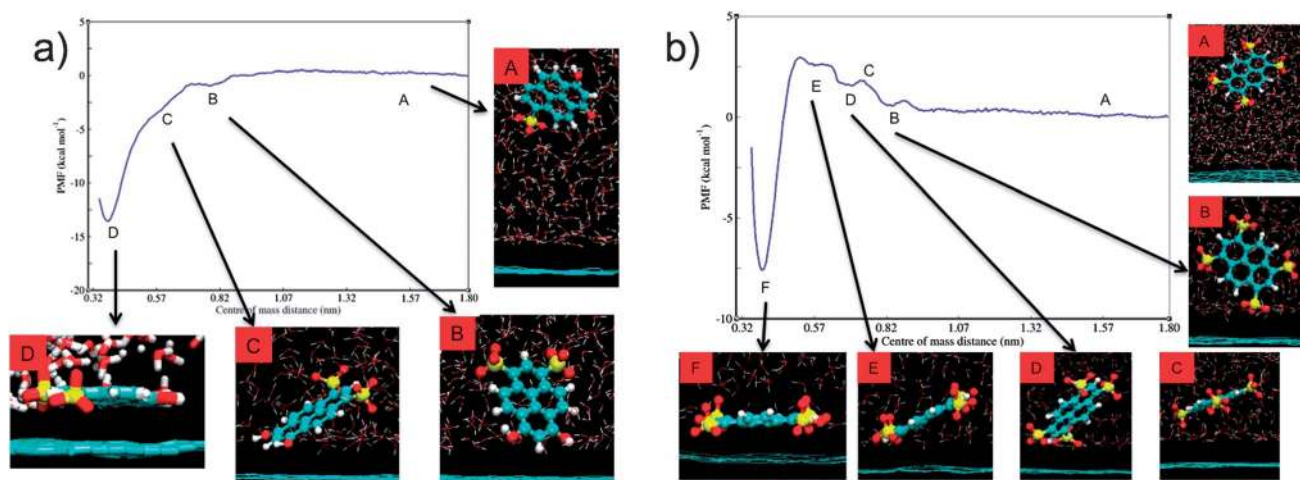 a)
5
0
-5
-10
-15
-20
PMF (kcal mol⁻¹)
A
B
C
D
0.32 0.57 0.82 1.07 1.32 1.57 1.80
Centre of mass distance (nm)
A
D
C
B
b)
5
0
-5
-10
PMF (kcal mol⁻¹)
E
D
C
B
A
F
0.32 0.57 0.82 1.07 1.32 1.57 1.80
Centre of mass distance (nm)
A
B
F
E
D
C